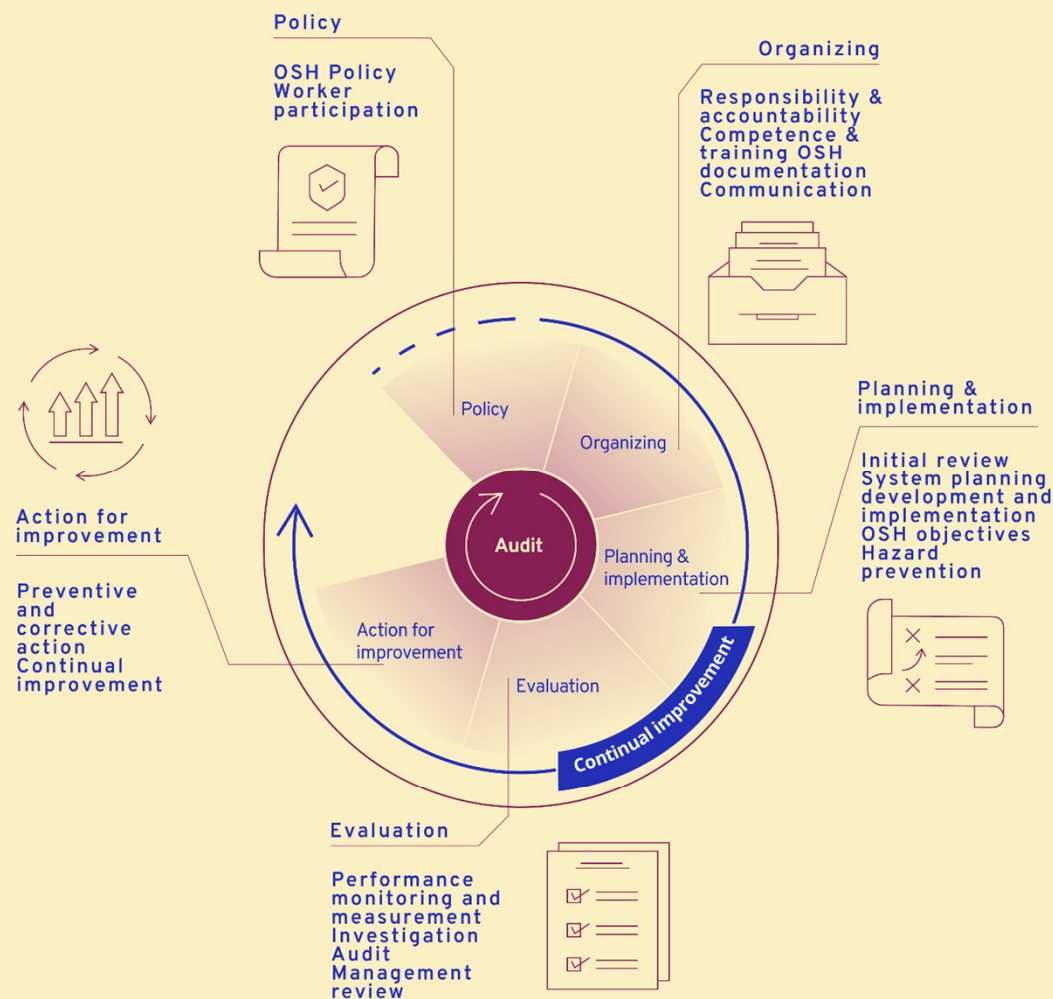 Policy
OSH Policy
Worker
participation
Organizing
Responsibility &
accountability
Competence &
training OSH
documentation
Communication
Planning &
implementation
Initial review
System planning
development and
implementation
OSH objectives
Hazard
prevention
Action for
improvement
Preventive
and
corrective
action
Continual
improvement
Policy
Organizing
Audit
Planning &
implementation
Action for
improvement
Evaluation
Continual improvement
Evaluation
Performance
monitoring and
measurement
Investigation
Audit
Management
review